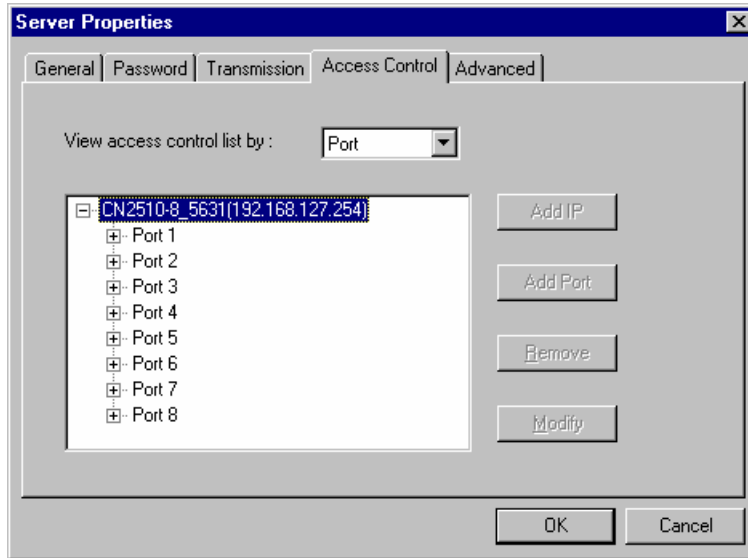 Server Properties
General Password Transmission Access Control Advanced
View access control list by : Port
CN2510-8_5631(192.168.127.254) Add IP
Port 1
Port 2
Port 3 Add Port
Port 4
Port 5 Remove
Port 6
Port 7
Port 8 Modify
OK Cancel